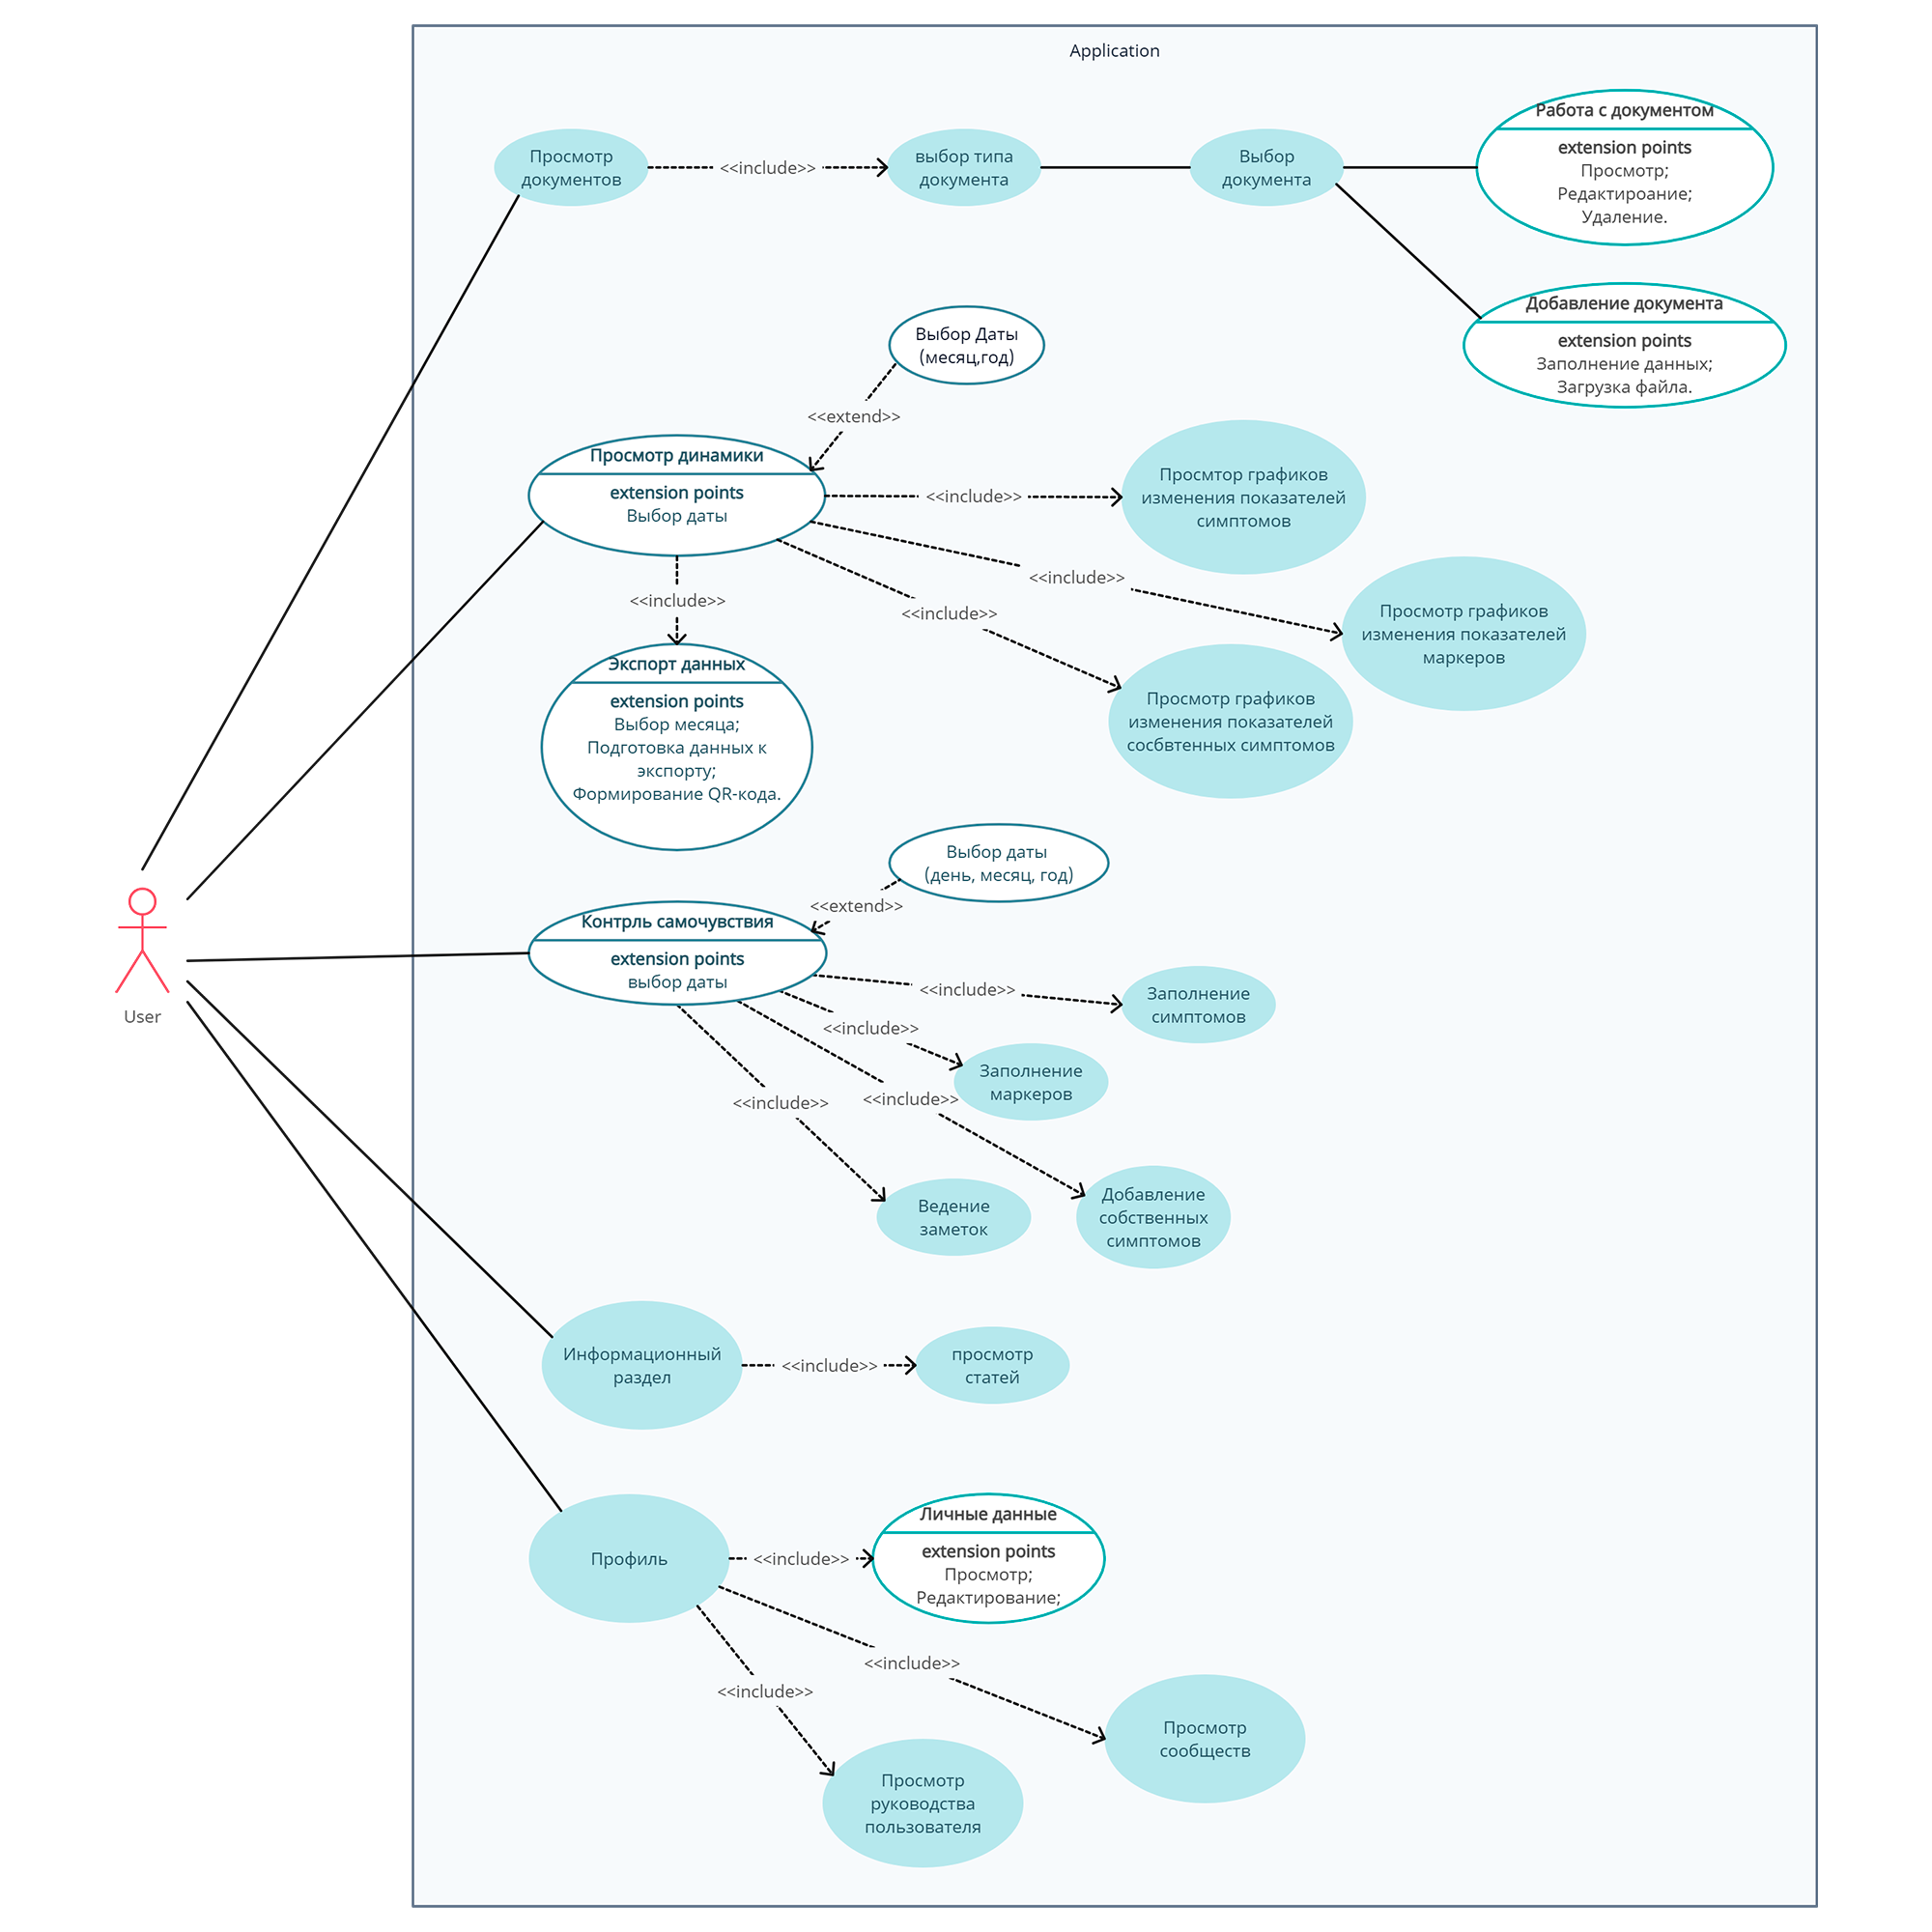 Application
Просмотр
документов
<<include>>
выбор типа
документа
Выбор
документа
Работа с документом
extension points
Просмотр;
Редактироание;
Удаление.
Добавление документа
extension points
Заполнение данных;
Загрузка файла.
Выбор Даты
(месяц,год)
<<extend>>
Просмотр динамики
extension points
Выбор даты
<<include>>
Просмтор графиков
изменения показателей
симптомов
<<include>>
Просмотр графиков
изменения показателей
маркеров
<<include>>
Просмотр графиков
изменения показателей
сосбвтенных симптомов
<<include>>
Экспорт данных
extension points
Выбор месяца;
Подготовка данных к
экспорту;
Формирование QR-кода.
Выбор даты
(день, месяц, год)
<<extend>>
Контрль самочувствия
extension points
выбор даты
User
<<include>>
Заполнение
симптомов
<<include>>
Заполнение
маркеров
<<include>>
<<include>>
Ведение
заметок
Добавление
собственных
симптомов
Информационный
раздел
<<include>>
просмотр
статей
Профиль
<<include>>
Личные данные
extension points
Просмотр;
Редактирование;
<<include>>
<<include>>
Просмотр
сообществ
Просмотр
руководства
пользователя